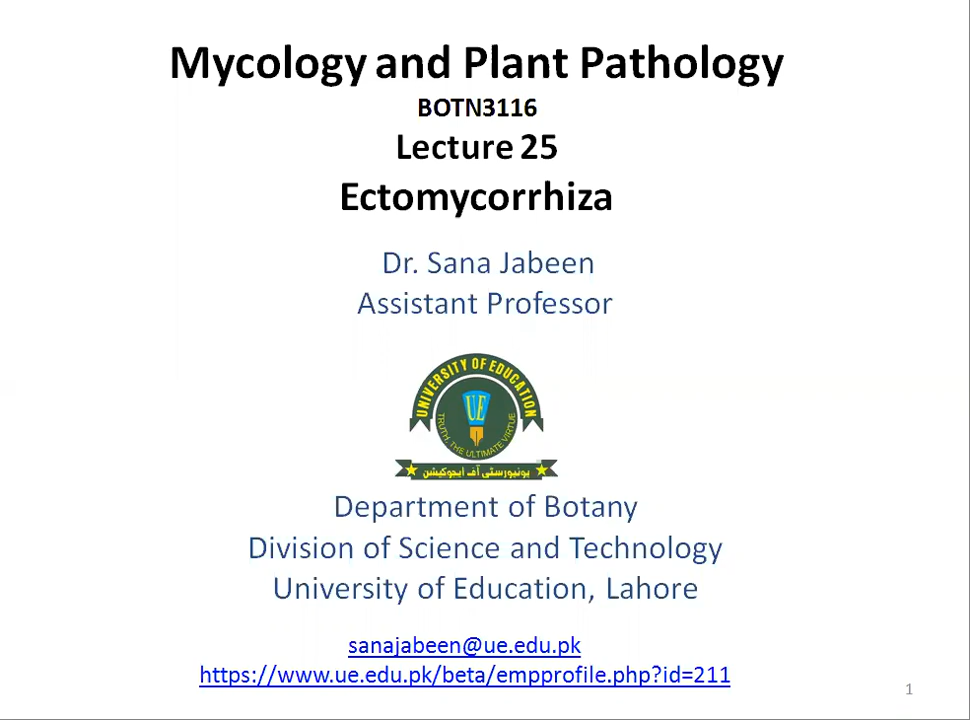 Mycology and Plant Pathology
BOTN3116
Lecture 25
Ectomycorrhiza
Dr. Sana Jabeen
Assistant Professor
UNIVERSITY OF EDUCATION
UE
TRUTH, THE ULTIMATE VIRTUE
یونیورسٹی آف ایجوکیشن
Department of Botany
Division of Science and Technology
University of Education, Lahore
sanajabeen@ue.edu.pk
https://www.ue.edu.pk/beta/empprofile.php?id=211
1